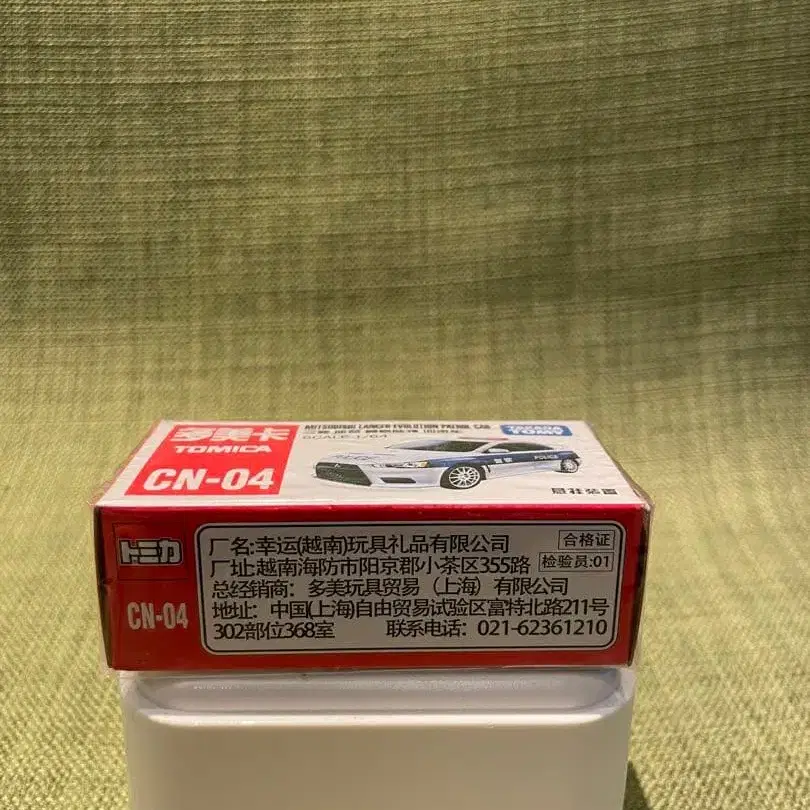 多美卡
TOMICA
CN-04
MITSUBISHI LANCER EVOLUTION PATROL CAR
SCALE 1/64
TAKARA
TOMY
POLICE
悬挂装置
トミカ
CN-04
厂名:幸运(越南)玩具礼品有限公司
合格证
厂址:越南海防市阳京郡小茶区355路
检验员:01
总经销商: 多美玩具贸易（上海）有限公司
地址: 中国(上海)自由贸易试验区富特北路211号
302部位368室 联系电话: 021-62361210